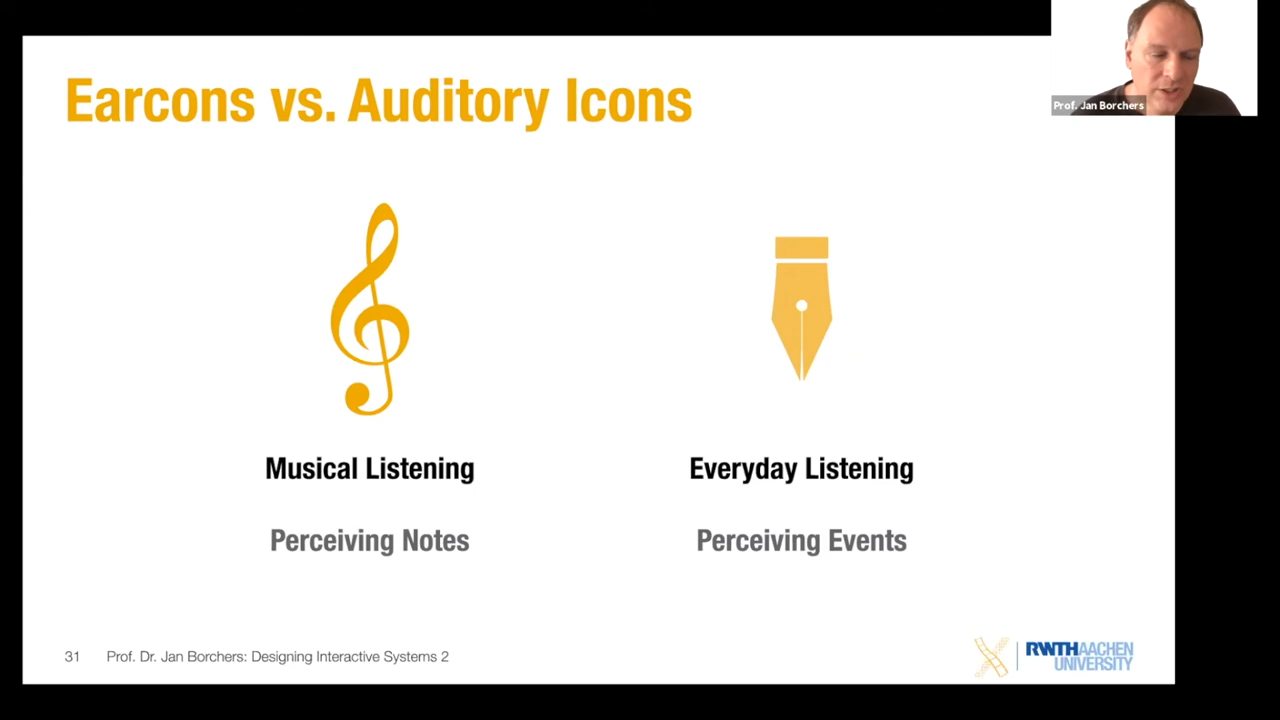 Earcons vs. Auditory Icons
Prof. Jan Borchers
Musical Listening
Everyday Listening
Perceiving Notes
Perceiving Events
31 Prof. Dr. Jan Borchers: Designing Interactive Systems 2
RWTHAACHEN
UNIVERSITY